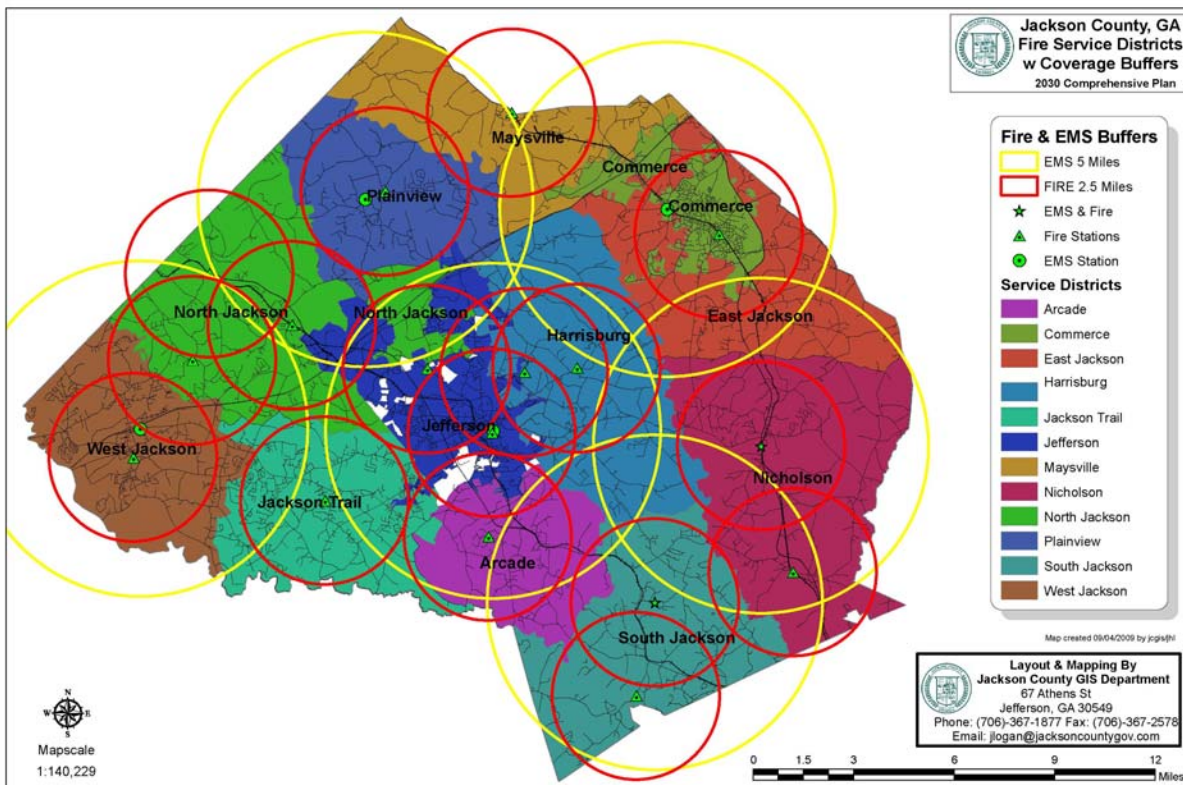 Jackson County, GA
Fire Service Districts
w Coverage Buffers
2030 Comprehensive Plan
Fire & EMS Buffers
EMS 5 Miles
FIRE 2.5 Miles
EMS & Fire
Fire Stations
EMS Station
Service Districts
Arcade
Commerce
East Jackson
Harrisburg
Jackson Trail
Jefferson
Maysville
Nicholson
North Jackson
Plainview
South Jackson
West Jackson
Maysville
Commerce
Plainview
Commerce
North Jackson
North Jackson
East Jackson
Harrisburg
Jefferson
West Jackson
Nicholson
Jackson Trail
Arcade
South Jackson
Map created 09/04/2009 by jcgis/jhl
Layout & Mapping By
Jackson County GIS Department
67 Athens St
Jefferson, GA 30549
Phone: (706)-367-1877 Fax: (706)-367-2578
Email: jlogan@jacksoncountygov.com
N
W E
S
Mapscale
1:140,229
0 1.5 3 6 9 12
Miles